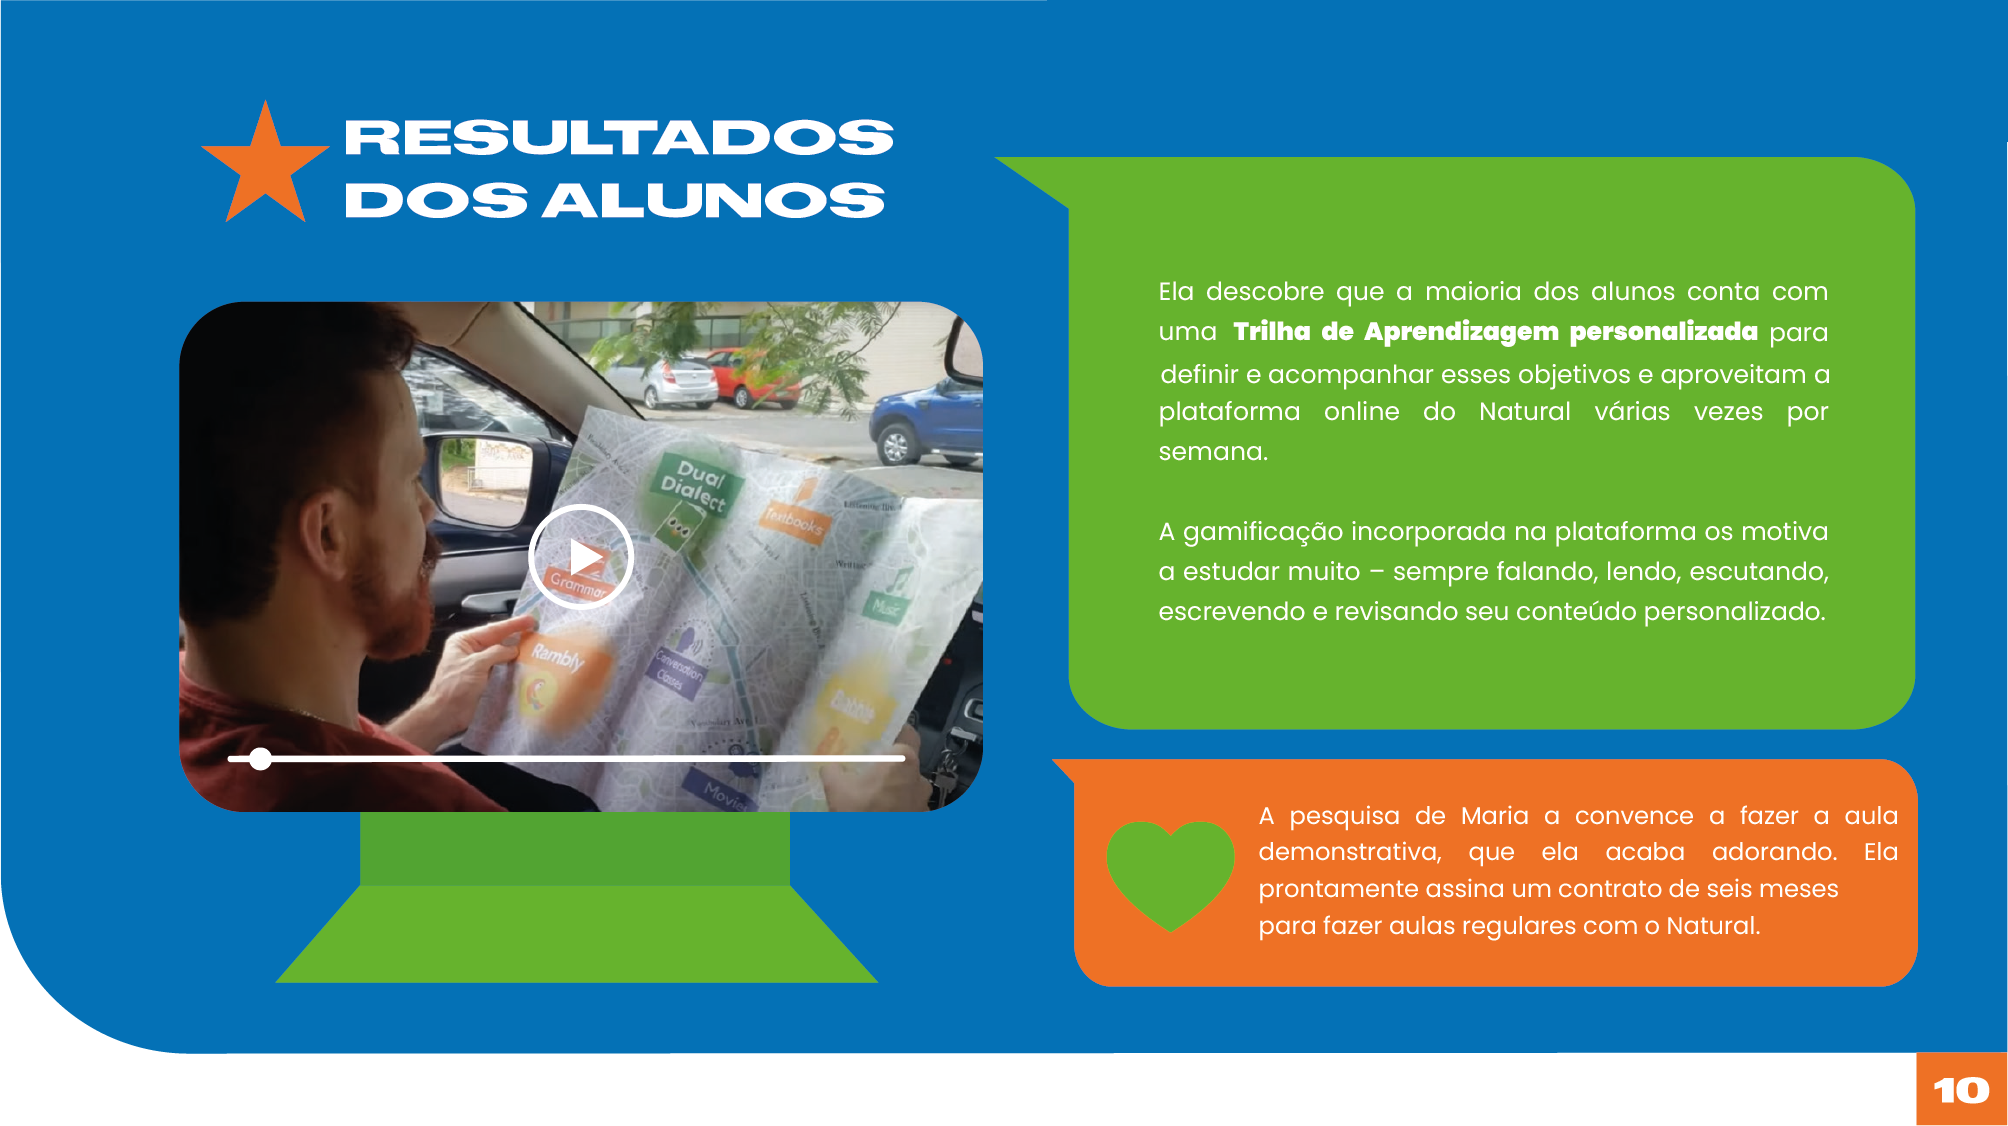 RESULTADOS
DOS ALUNOS
Ela descobre que a maioria dos alunos conta com
uma Trilha de Aprendizagem personalizada para
definir e acompanhar esses objetivos e aproveitam a
plataforma online do Natural várias vezes por
semana.
A gamificação incorporada na plataforma os motiva
a estudar muito – sempre falando, lendo, escutando,
escrevendo e revisando seu conteúdo personalizado.
Dual
Dialect
Textbooks
Grammar
Music
Rambly
Conversation
Classes
Movies
A pesquisa de Maria a convence a fazer a aula
demonstrativa, que ela acaba adorando. Ela
prontamente assina um contrato de seis meses
para fazer aulas regulares com o Natural.
10